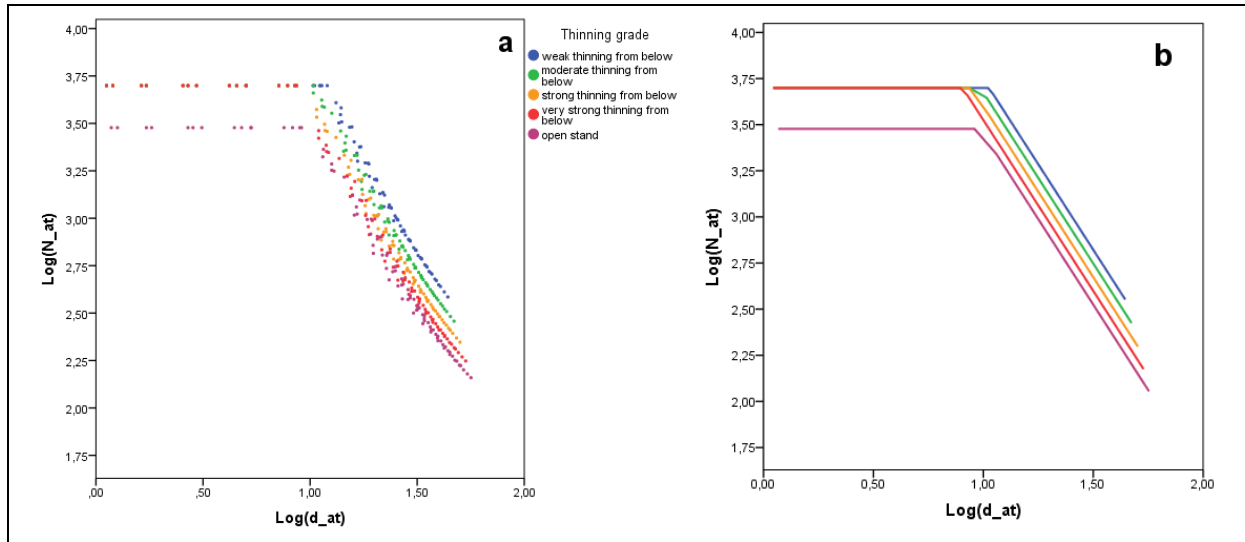 a
4,00
3,75
3,50
3,25
3,00
2,75
2,50
2,25
2,00
1,75
Log(N_at)
,00
,50
1,00
1,50
2,00
Log(d_at)
Thinning grade
weak thinning from below
moderate thinning from
below
strong thinning from below
very strong thinning from
below
open stand
b
4,00
3,75
3,50
3,25
3,00
2,75
2,50
2,25
2,00
1,75
Log(N_at)
0,00
0,50
1,00
1,50
2,00
Log(d_at)